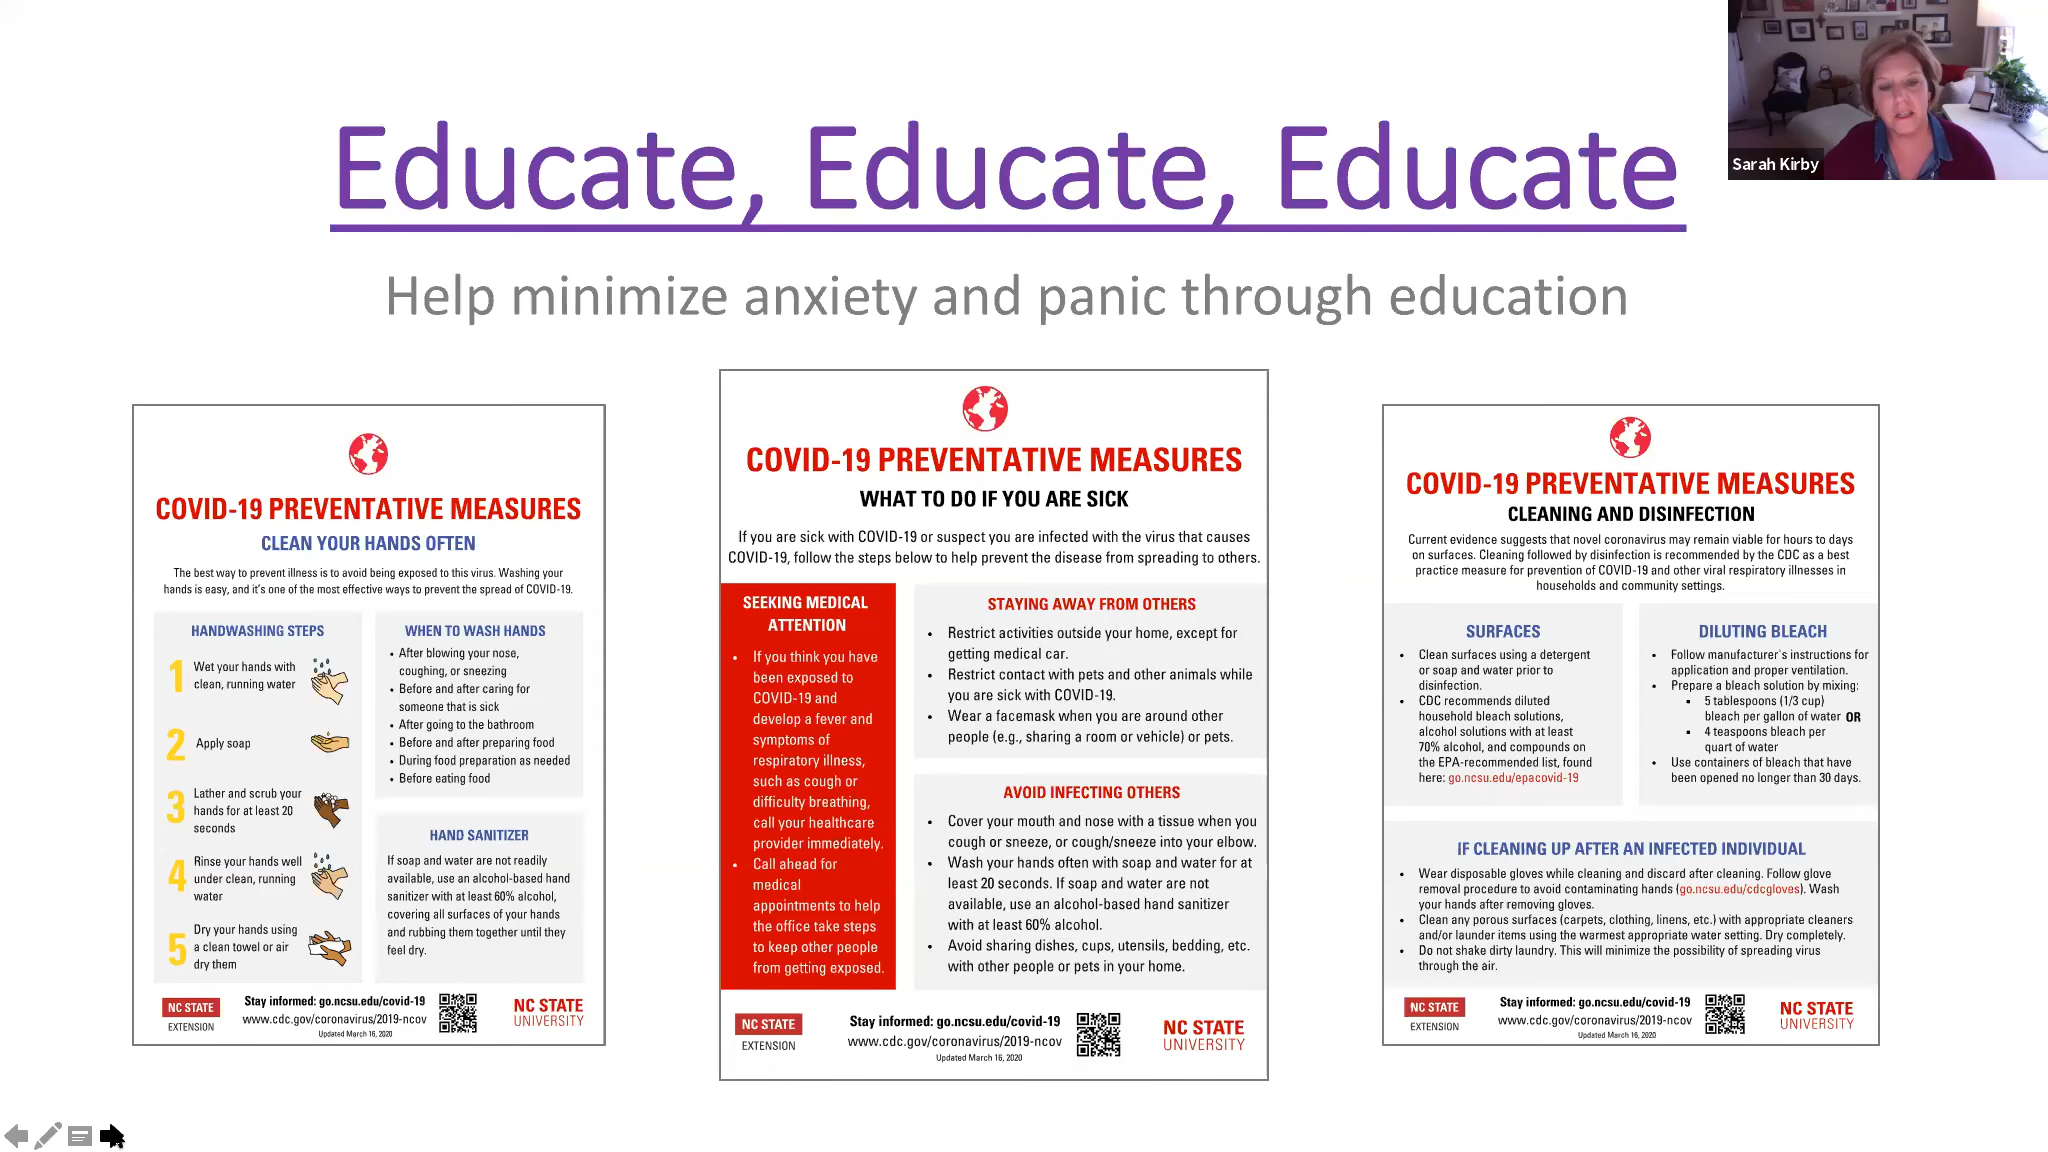 Sarah Kirby
Educate, Educate, Educate
Help minimize anxiety and panic through education
COVID-19 PREVENTATIVE MEASURES
CLEAN YOUR HANDS OFTEN
The best way to prevent illness is to avoid being exposed to this virus. Washing your
hands is easy, and it's one of the most effective ways to prevent the spread of COVID-19.
HANDWASHING STEPS
1 Wet your hands with
clean, running water
2 Apply soap
3 Lather and scrub your
hands for at least 20
seconds
4 Rinse your hands well
under clean, running
water
5 Dry your hands using
a clean towel or air
dry them
WHEN TO WASH HANDS
• After blowing your nose,
coughing, or sneezing
• Before and after caring for
someone that is sick
• After going to the bathroom
• Before and after preparing food
• During food preparation as needed
• Before eating food
HAND SANITIZER
If soap and water are not readily
available, use an alcohol-based hand
sanitizer with at least 60% alcohol,
covering all surfaces of your hands
and rubbing them together until they
feel dry.
NC STATE
EXTENSION
Stay informed: go.ncsu.edu/covid-19
www.cdc.gov/coronavirus/2019-ncov
Updated March 16, 2020
NC STATE
UNIVERSITY
COVID-19 PREVENTATIVE MEASURES
WHAT TO DO IF YOU ARE SICK
If you are sick with COVID-19 or suspect you are infected with the virus that causes
COVID-19, follow the steps below to help prevent the disease from spreading to others.
SEEKING MEDICAL
ATTENTION
• If you think you have
been exposed to
COVID-19 and
develop a fever and
symptoms of
respiratory illness,
such as cough or
difficulty breathing,
call your healthcare
provider immediately.
• Call ahead for
medical
appointments to help
the office take steps
to keep other people
from getting exposed.
STAYING AWAY FROM OTHERS
• Restrict activities outside your home, except for
getting medical car.
• Restrict contact with pets and other animals while
you are sick with COVID-19.
• Wear a facemask when you are around other
people (e.g., sharing a room or vehicle) or pets.
AVOID INFECTING OTHERS
• Cover your mouth and nose with a tissue when you
cough or sneeze, or cough/sneeze into your elbow.
• Wash your hands often with soap and water for at
least 20 seconds. If soap and water are not
available, use an alcohol-based hand sanitizer
with at least 60% alcohol.
• Avoid sharing dishes, cups, utensils, bedding, etc.
with other people or pets in your home.
NC STATE
EXTENSION
Stay informed: go.ncsu.edu/covid-19
www.cdc.gov/coronavirus/2019-ncov
Updated March 16, 2020
NC STATE
UNIVERSITY
COVID-19 PREVENTATIVE MEASURES
CLEANING AND DISINFECTION
Current evidence suggests that novel coronavirus may remain viable for hours to days
on surfaces. Cleaning followed by disinfection is recommended by the CDC as a best
practice measure for prevention of COVID-19 and other viral respiratory illnesses in
households and community settings.
SURFACES
• Clean surfaces using a detergent
or soap and water prior to
disinfection.
• CDC recommends diluted
household bleach solutions,
alcohol solutions with at least
70% alcohol, and compounds on
the EPA-recommended list, found
here: go.ncsu.edu/epacovid-19
DILUTING BLEACH
• Follow manufacturer's instructions for
application and proper ventilation.
• Prepare a bleach solution by mixing:
▪ 5 tablespoons (1/3 cup)
bleach per gallon of water OR
▪ 4 teaspoons bleach per
quart of water
• Use containers of bleach that have
been opened no longer than 30 days.
IF CLEANING UP AFTER AN INFECTED INDIVIDUAL
• Wear disposable gloves while cleaning and discard after cleaning. Follow glove
removal procedure to avoid contaminating hands (go.ncsu.edu/cdcgloves). Wash
your hands after removing gloves.
• Clean any porous surfaces (carpets, clothing, linens, etc.) with appropriate cleaners
and/or launder items using the warmest appropriate water setting. Dry completely.
• Do not shake dirty laundry. This will minimize the possibility of spreading virus
through the air.
NC STATE
EXTENSION
Stay informed: go.ncsu.edu/covid-19
www.cdc.gov/coronavirus/2019-ncov
Updated March 16, 2020
NC STATE
UNIVERSITY